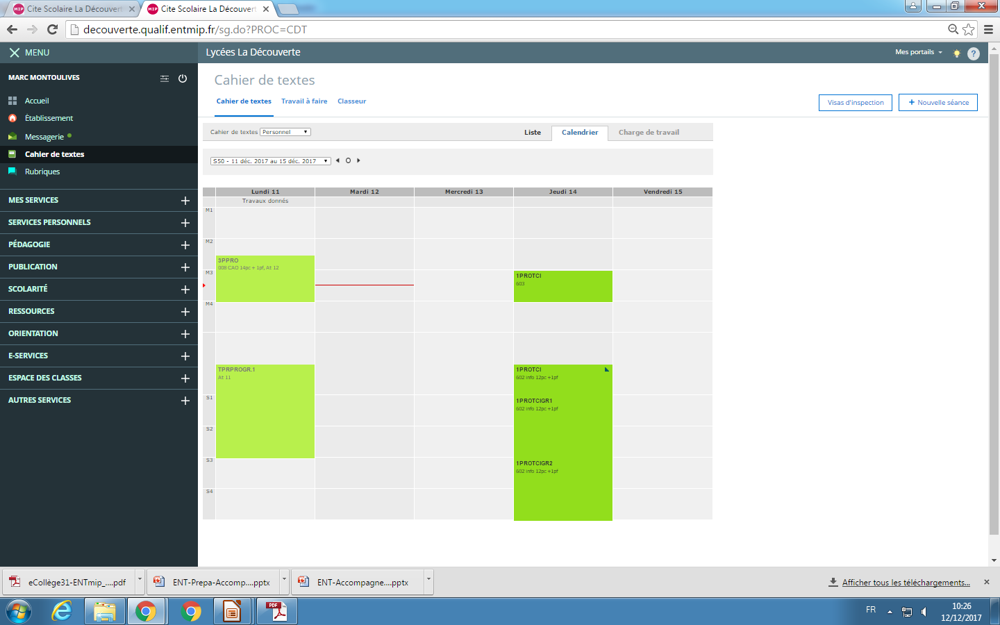 MIP Cite Scolaire La Découvert
MIP Cite Scolaire La Découvert
decouverte.qualif.entmip.fr/sg.do?PROC=CDT
MENU
Lycées La Découverte
Mes portails
?
MARC MONTOULIVES
Accueil
Établissement
Messagerie
Cahier de textes
Rubriques
MES SERVICES
SERVICES PERSONNELS
PÉDAGOGIE
PUBLICATION
SCOLARITÉ
RESSOURCES
ORIENTATION
E-SERVICES
ESPACE DES CLASSES
AUTRES SERVICES
Cahier de textes
Cahier de textes Travail à faire Classeur
Visas d'inspection
+ Nouvelle séance
Cahier de textes Personnel
Liste Calendrier Charge de travail
S50 - 11 déc. 2017 au 15 déc. 2017
Lundi 11 Mardi 12 Mercredi 13 Jeudi 14 Vendredi 15
Travaux donnés
M1
M2
3PPRO
008 CAO 14pc + 1pf, At 12
M3
1PROTCI
603
M4
TPRPROGR.1
At 11
1PROTCI
602 info 12pc +1pf
S1
1PROTCIGR1
602 info 12pc +1pf
S2
S3
1PROTCIGR2
602 info 12pc +1pf
S4
eCollège31-ENTmip_....pdf
ENT-Prepa-Accomp....pptx
ENT-Accompagne....pptx
Afficher tous les téléchargements...
PDF
FR
10:26
12/12/2017